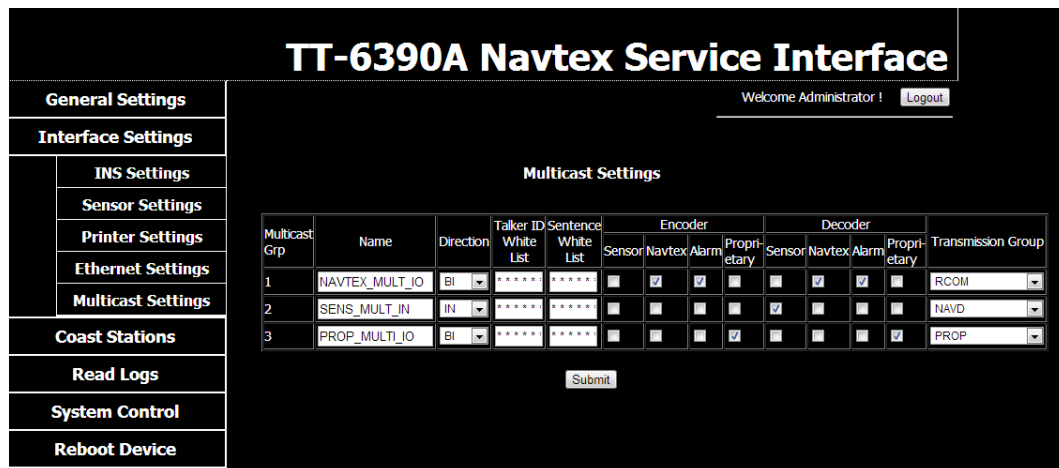 TT-6390A Navtex Service Interface
Welcome Administrator !
Logout
General Settings
Interface Settings
INS Settings
Sensor Settings
Printer Settings
Ethernet Settings
Multicast Settings
Coast Stations
Read Logs
System Control
Reboot Device
Multicast Settings
Multicast Grp
Name
Direction
Talker ID White List
Sentence White List
Encoder
Decoder
Transmission Group
Sensor Navtex Alarm Propri-etary Sensor Navtex Alarm Propri-etary
1 NAVTEX_MULT_IO BI * * * * * * * * * * RCOM
2 SENS_MULT_IN IN * * * * * * * * * * NAVD
3 PROP_MULTI_IO BI * * * * * * * * * * PROP
Submit